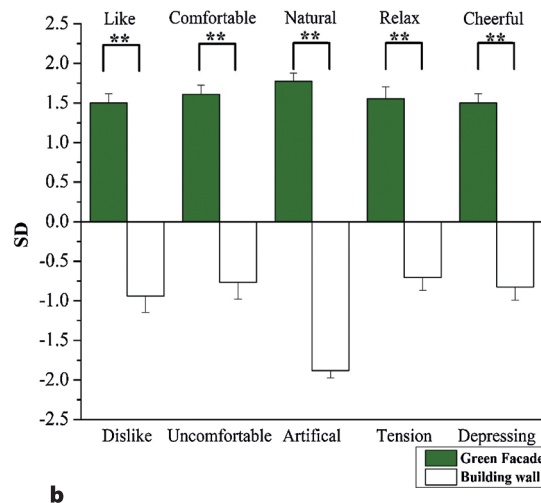 Like Comfortable Natural Relax Cheerful
** ** ** ** **
2.5
2.0
1.5
1.0
0.5
0.0
-0.5
-1.0
-1.5
-2.0
-2.5
SD
Dislike Uncomfortable Artifical Tension Depressing
Green Facade
Building wall
b